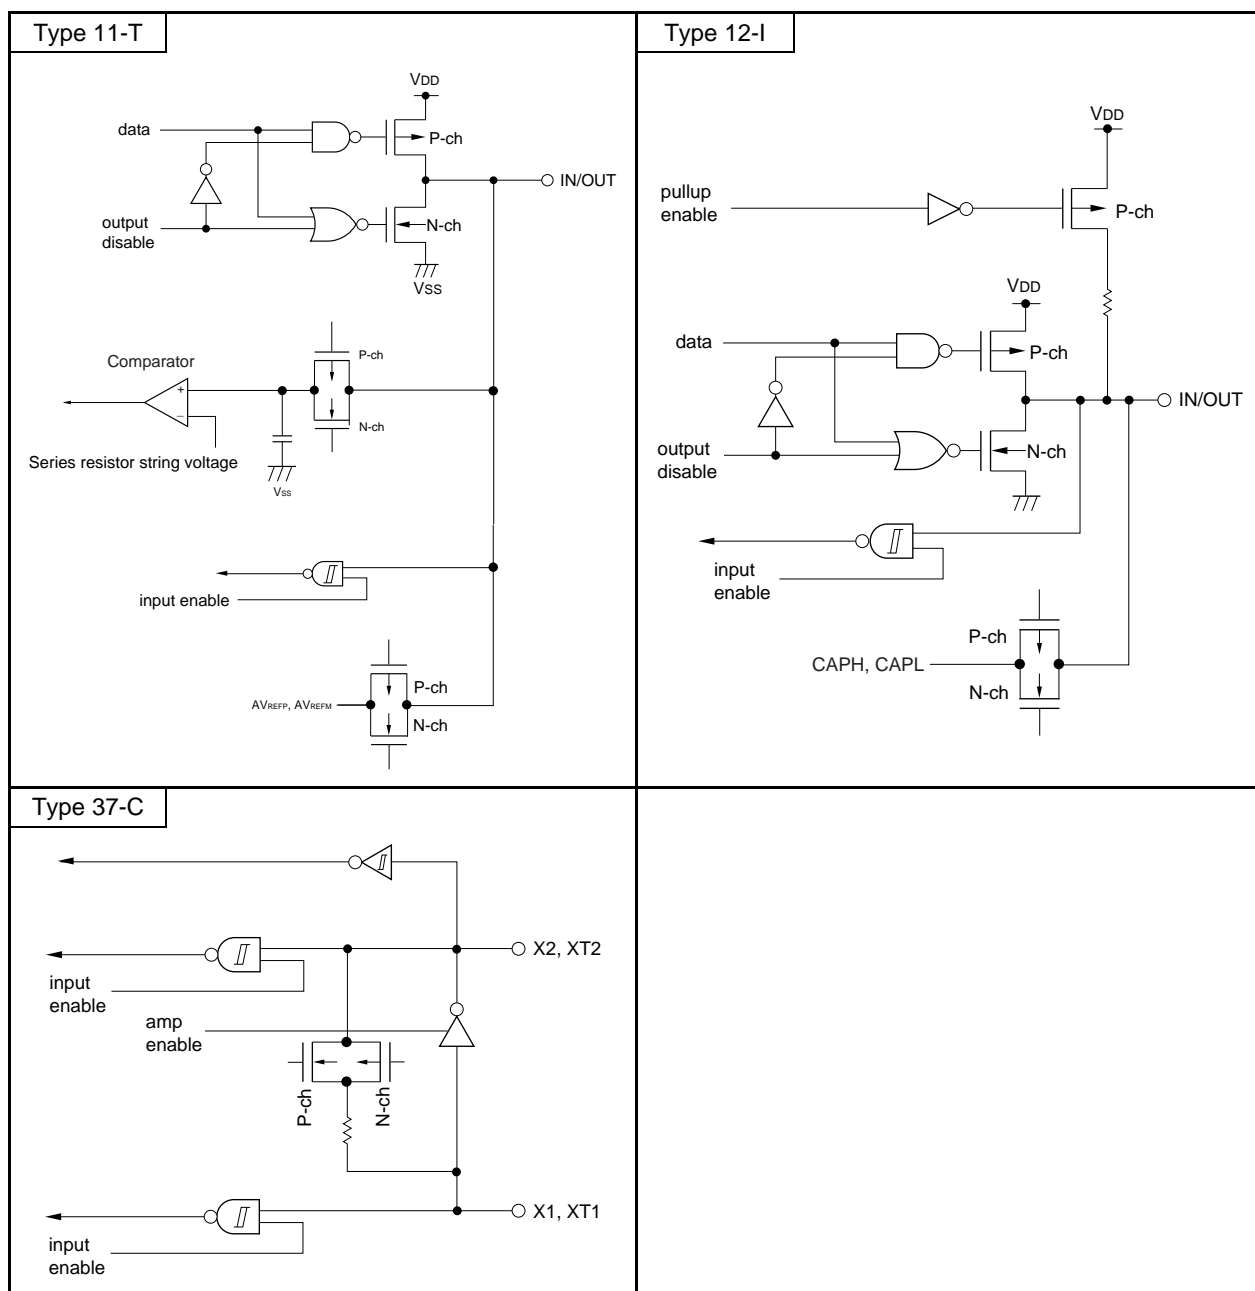 Type 11-T
VDD
data
P-ch
IN/OUT
output
disable
N-ch
VSS
Comparator
P-ch
+
−
N-ch
Series resistor string voltage
VSS
input enable
P-ch
AVREFP, AVREFM
N-ch
Type 12-I
VDD
pullup
enable
P-ch
VDD
data
P-ch
IN/OUT
output
disable
N-ch
input
enable
P-ch
CAPH, CAPL
N-ch
Type 37-C
X2, XT2
input
enable
amp
enable
P-ch
N-ch
X1, XT1
input
enable